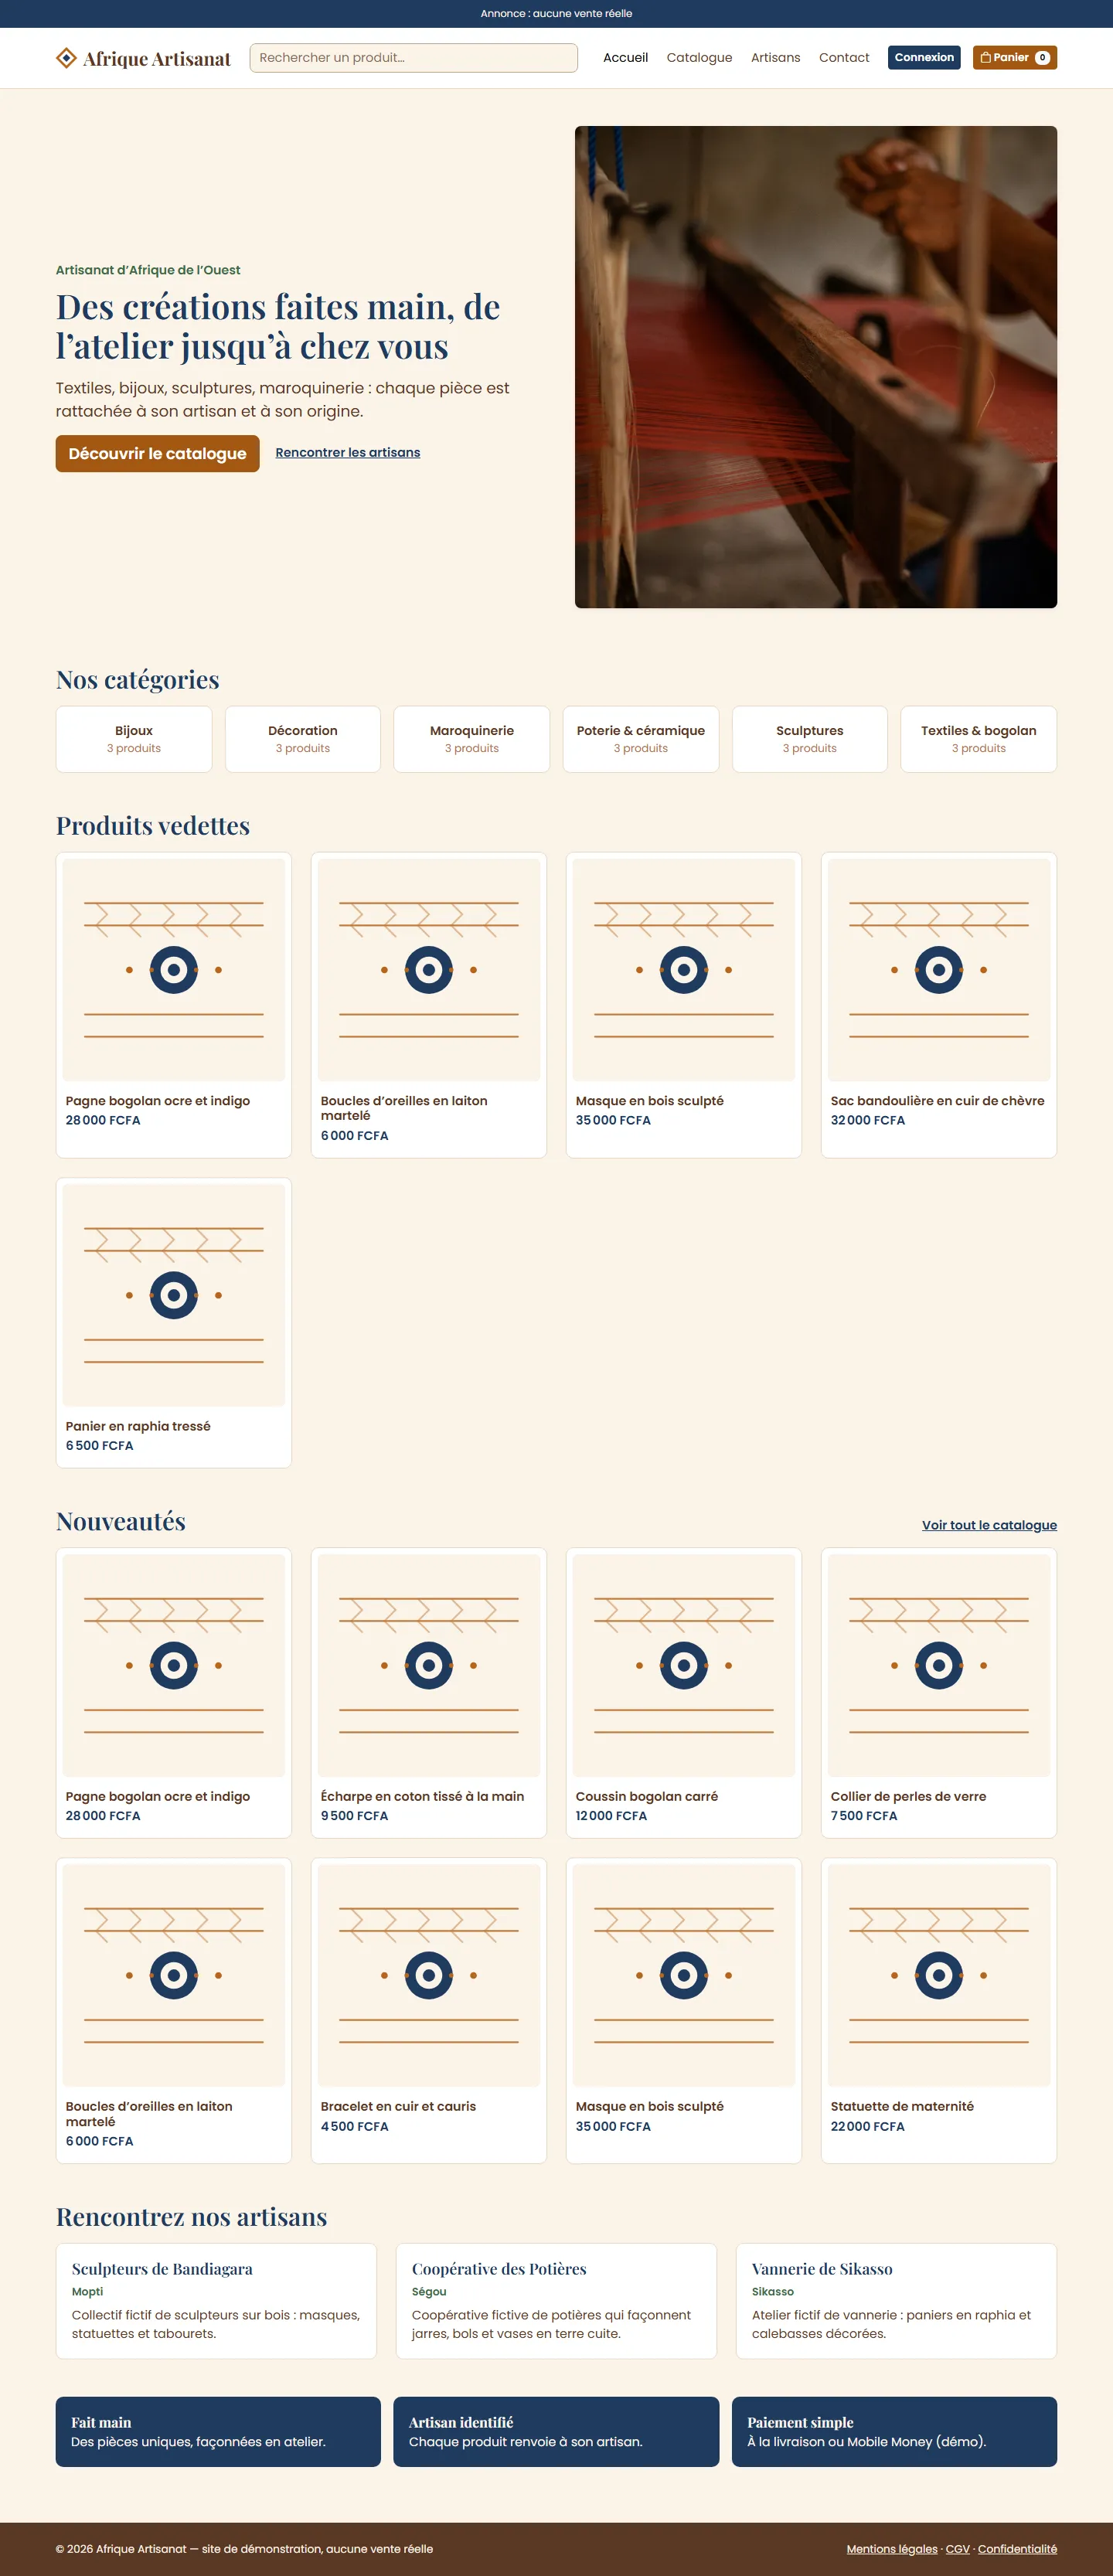 Annonce : aucune vente réelle
Afrique Artisanat
Rechercher un produit...
Accueil
Catalogue
Artisans
Contact
Connexion
Panier 0
Artisanat d’Afrique de l’Ouest
Des créations faites main, de
l’atelier jusqu’à chez vous
Textiles, bijoux, sculptures, maroquinerie : chaque pièce est
rattachée à son artisan et à son origine.
Découvrir le catalogue
Rencontrer les artisans
Nos catégories
Bijoux
3 produits
Décoration
3 produits
Maroquinerie
3 produits
Poterie & céramique
3 produits
Sculptures
3 produits
Textiles & bogolan
3 produits
Produits vedettes
Pagne bogolan ocre et indigo
28 000 FCFA
Boucles d’oreilles en laiton
martelé
6 000 FCFA
Masque en bois sculpté
35 000 FCFA
Sac bandoulière en cuir de chèvre
32 000 FCFA
Panier en raphia tressé
6 500 FCFA
Nouveautés
Voir tout le catalogue
Pagne bogolan ocre et indigo
28 000 FCFA
Écharpe en coton tissé à la main
9 500 FCFA
Coussin bogolan carré
12 000 FCFA
Collier de perles de verre
7 500 FCFA
Boucles d’oreilles en laiton
martelé
6 000 FCFA
Bracelet en cuir et cauris
4 500 FCFA
Masque en bois sculpté
35 000 FCFA
Statuette de maternité
22 000 FCFA
Rencontrez nos artisans
Sculpteurs de Bandiagara
Mopti
Collectif fictif de sculpteurs sur bois : masques,
statuettes et tabourets.
Coopérative des Potières
Ségou
Coopérative fictive de potières qui façonnent
jarres, bols et vases en terre cuite.
Vannerie de Sikasso
Sikasso
Atelier fictif de vannerie : paniers en raphia et
calebasses décorées.
Fait main
Des pièces uniques, façonnées en atelier.
Artisan identifié
Chaque produit renvoie à son artisan.
Paiement simple
À la livraison ou Mobile Money (démo).
© 2026 Afrique Artisanat — site de démonstration, aucune vente réelle
Mentions légales · CGV · Confidentialité